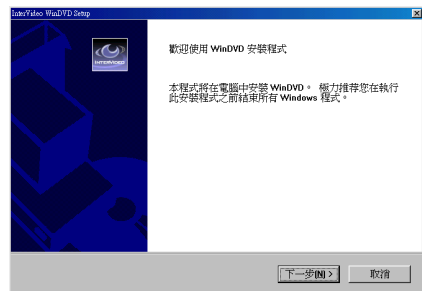 InterVideo WinDVD Setup
INTERVIDEO
歡迎使用 WinDVD 安裝程式
本程式將在電腦中安裝 WinDVD。 極力推荐您在執行
此安裝程式之前結束所有 Windows 程式。
下一步(N) >
取消